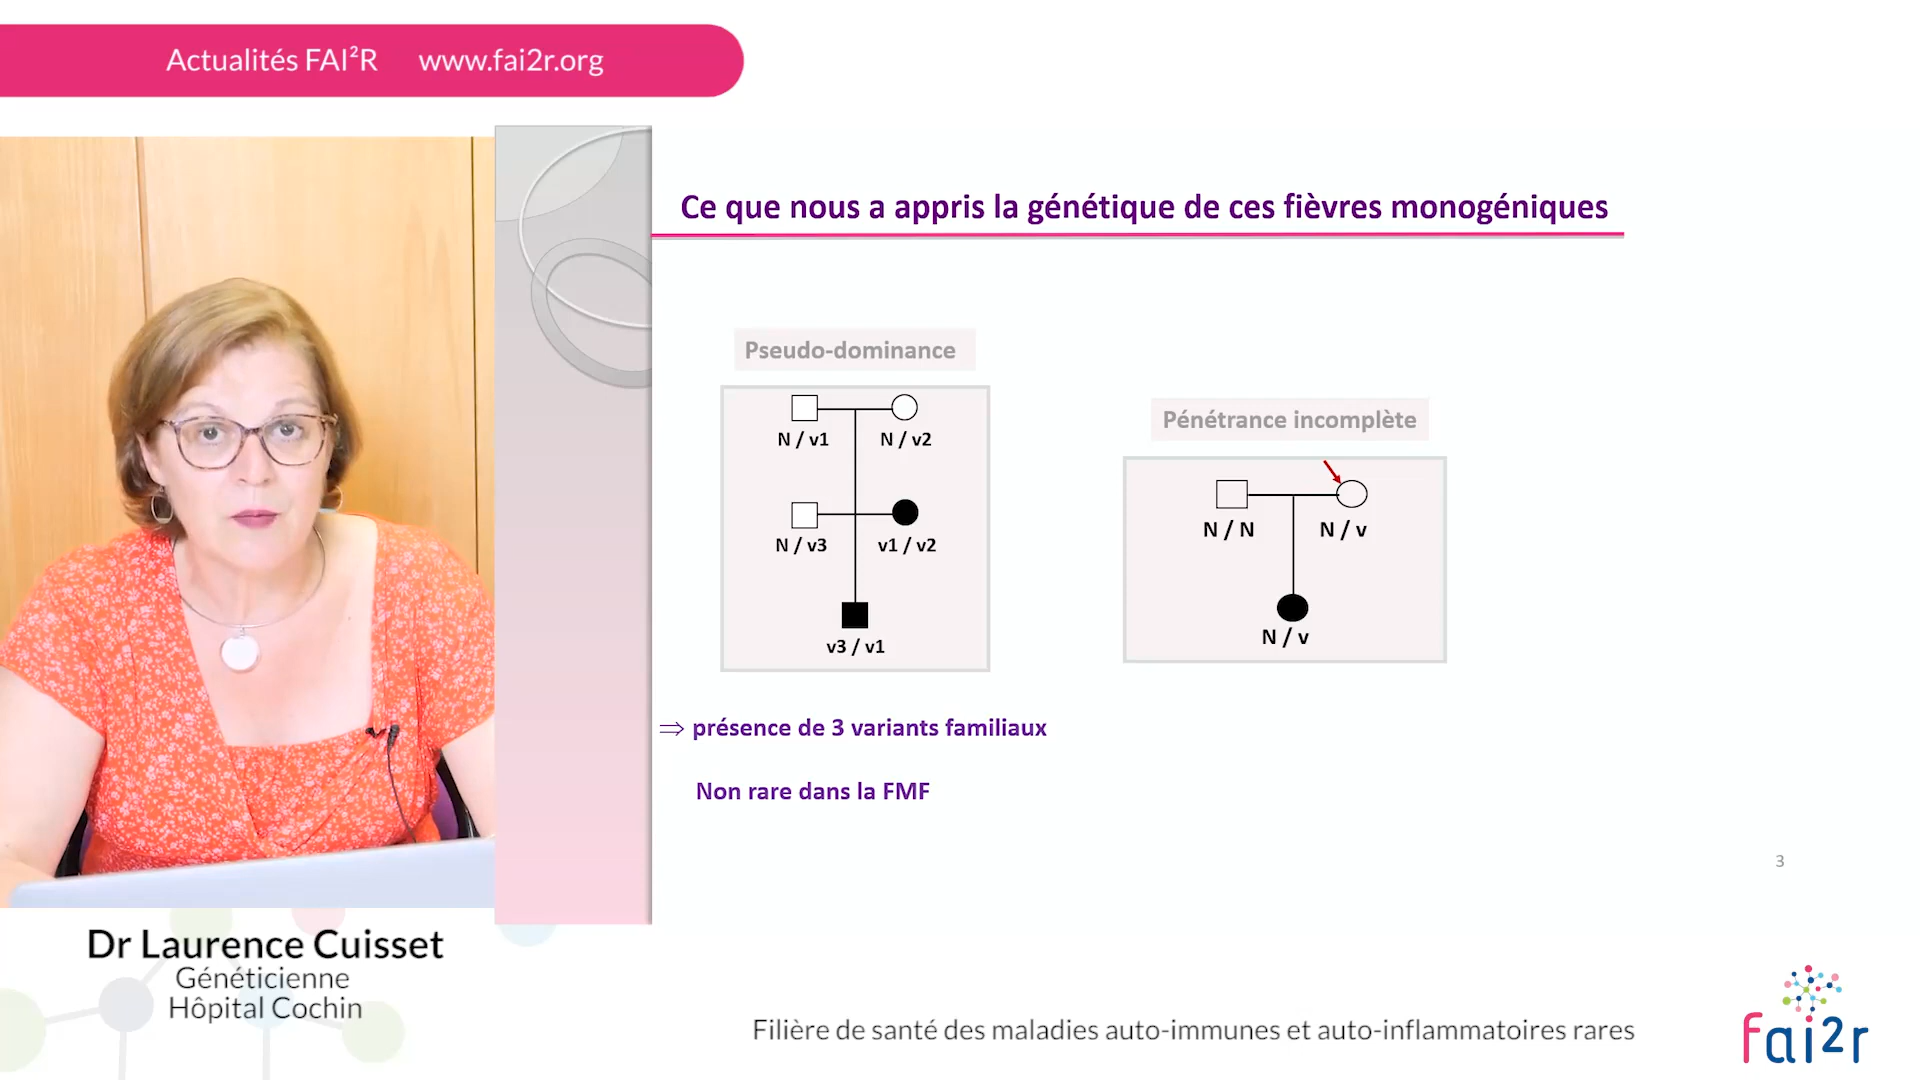 Actualités FAI²R www.fai2r.org
Ce que nous a appris la génétique de ces fièvres monogéniques
Pseudo-dominance
N / v1 N / v2
N / v3 v1 / v2
v3 / v1
⇒ présence de 3 variants familiaux
Non rare dans la FMF
Pénétrance incomplète
N / N N / v
N / v
3
Dr Laurence Cuisset
Généticienne
Hôpital Cochin
Filière de santé des maladies auto-immunes et auto-inflammatoires rares
fai2r